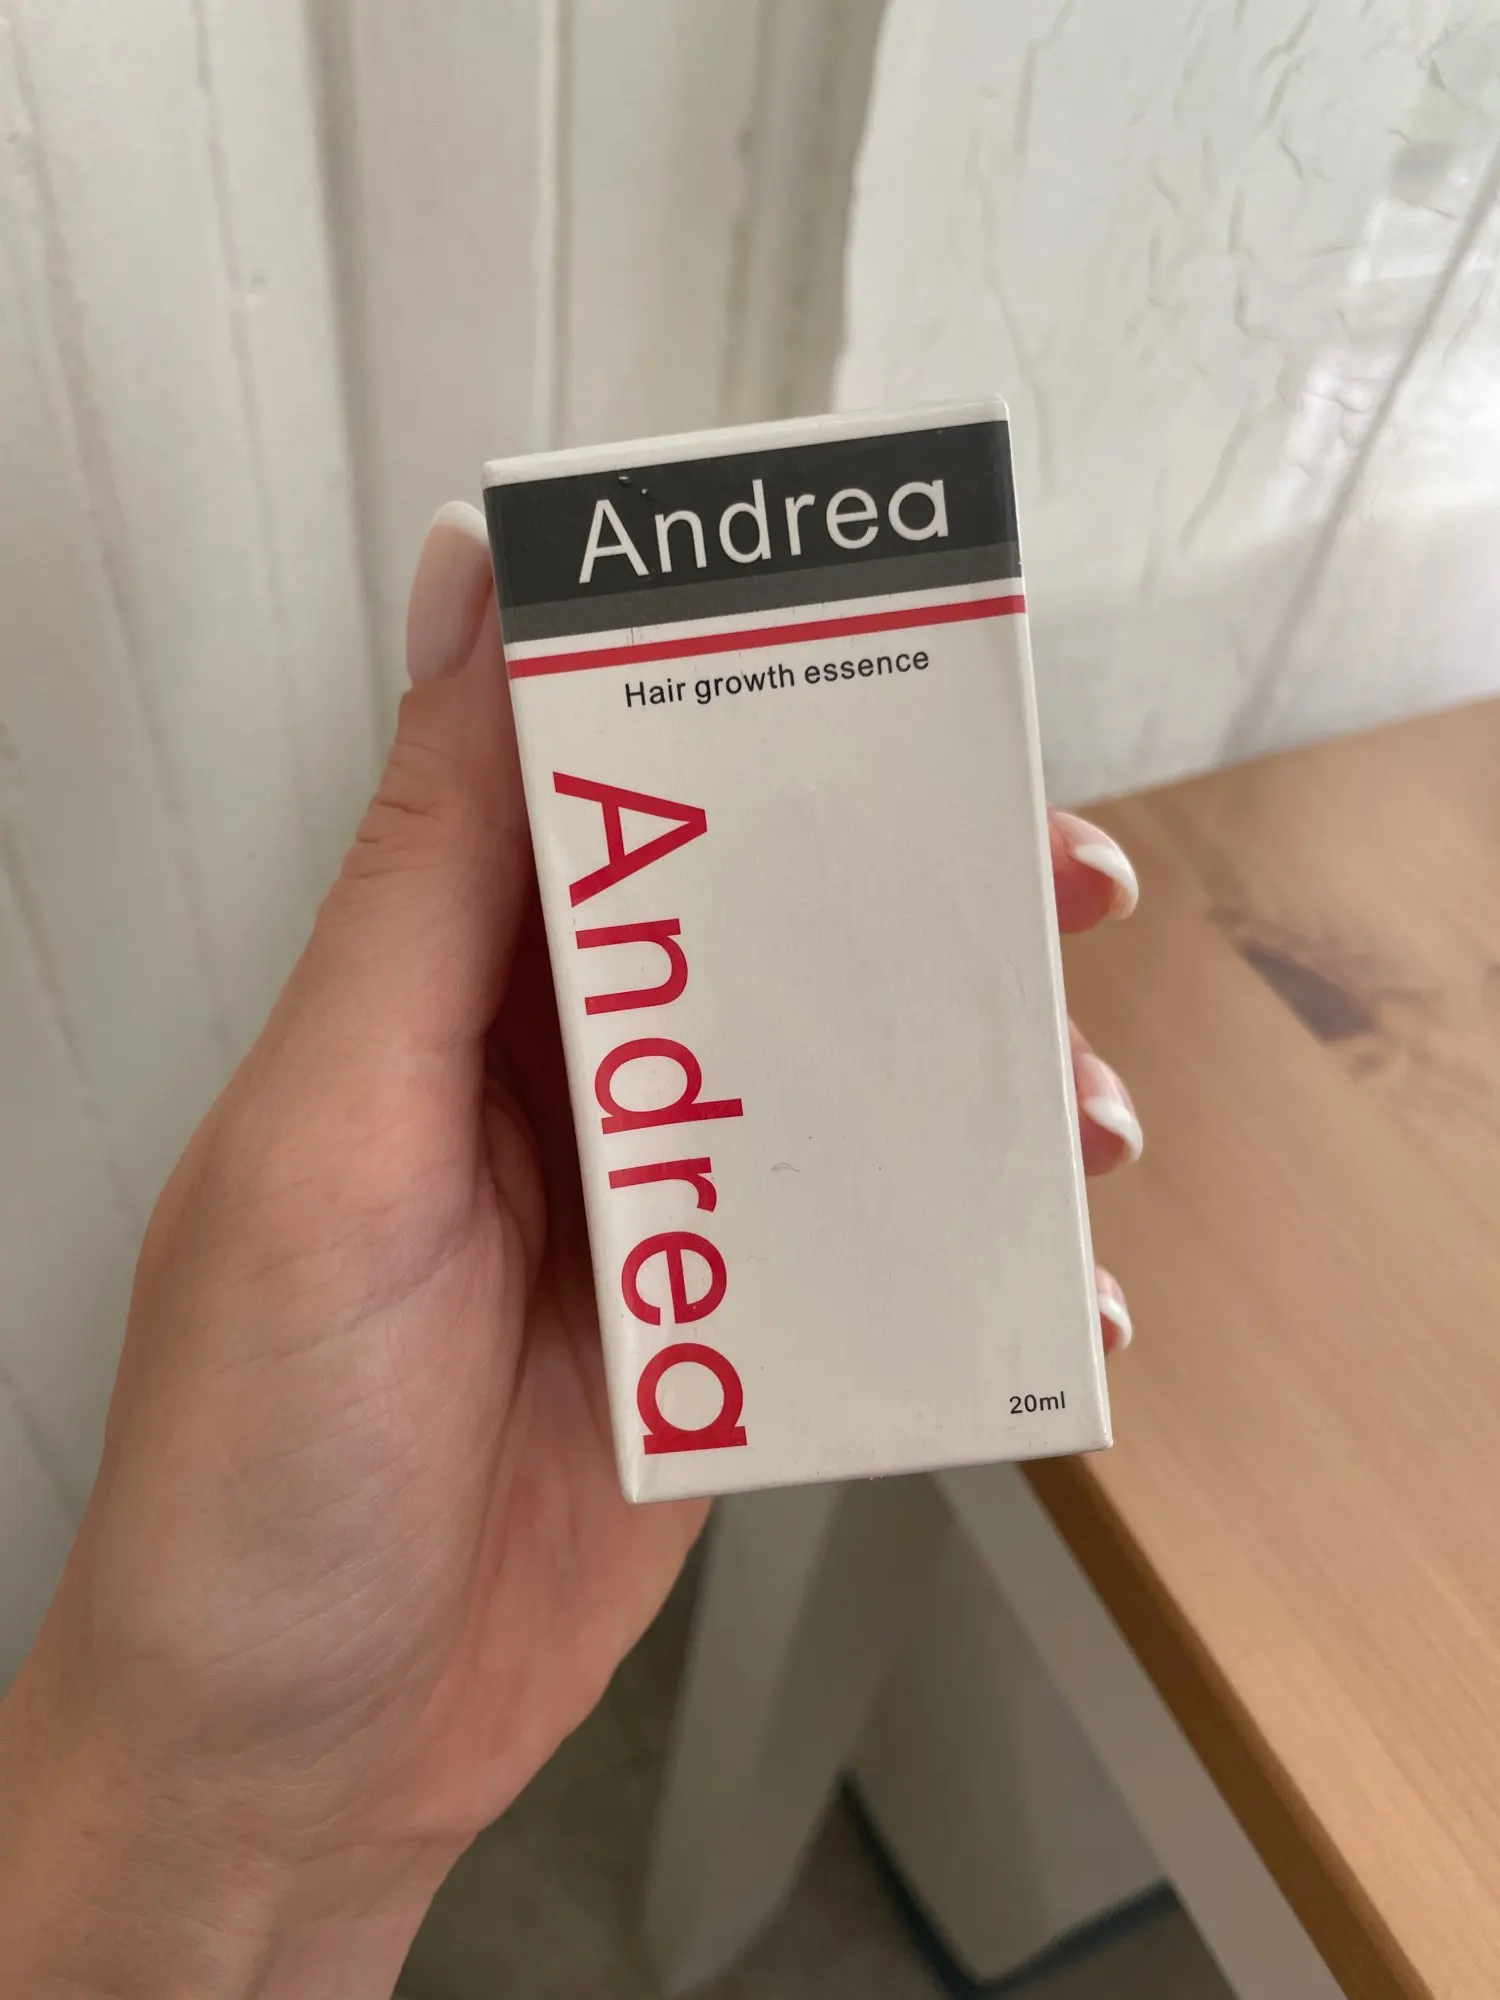 Andrea
Hair growth essence
Andrea
20ml